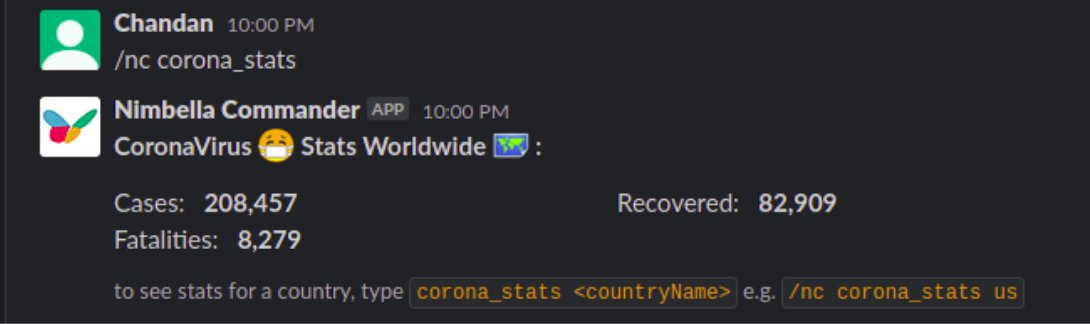 Chandan 10:00 PM
/nc corona_stats
Nimbella Commander APP 10:00 PM
CoronaVirus 😷 Stats Worldwide 🗺️ :
Cases: 208,457 Recovered: 82,909
Fatalities: 8,279
to see stats for a country, type corona_stats <countryName> e.g. /nc corona_stats us